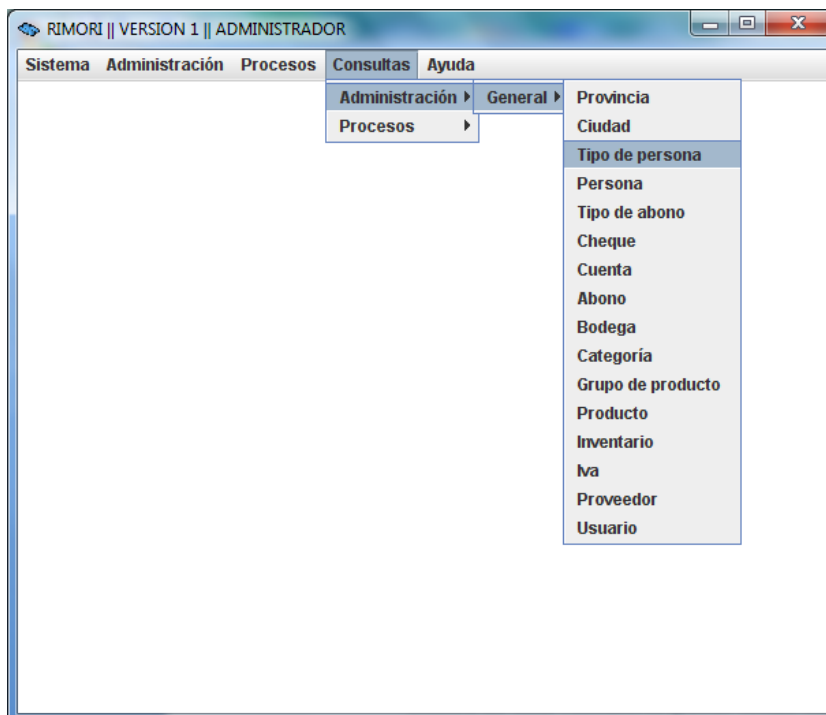 RIMORI || VERSION 1 || ADMINISTRADOR
Sistema Administración Procesos Consultas Ayuda
Administración General Provincia
Procesos Ciudad
Tipo de persona
Persona
Tipo de abono
Cheque
Cuenta
Abono
Bodega
Categoría
Grupo de producto
Producto
Inventario
Iva
Proveedor
Usuario